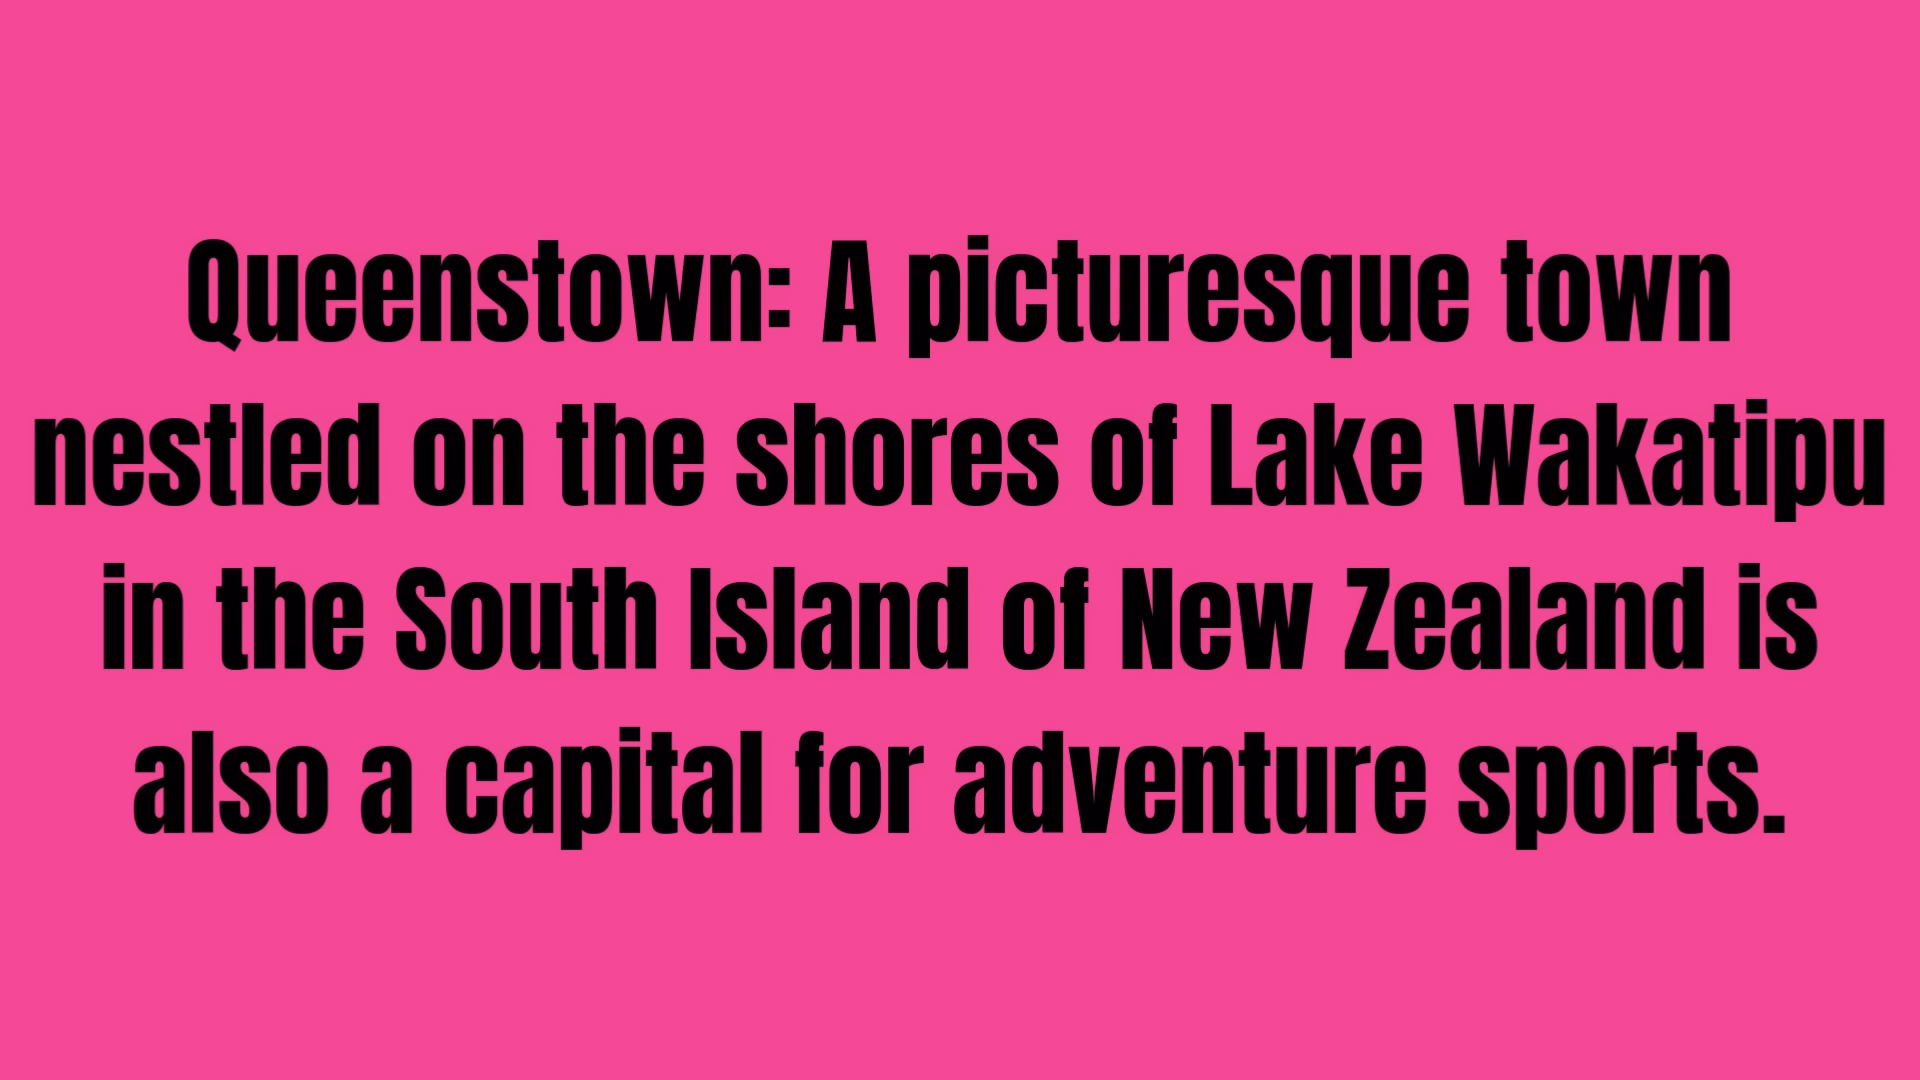 Queenstown: A picturesque town
nestled on the shores of Lake Wakatipu
in the South Island of New Zealand is
also a capital for adventure sports.